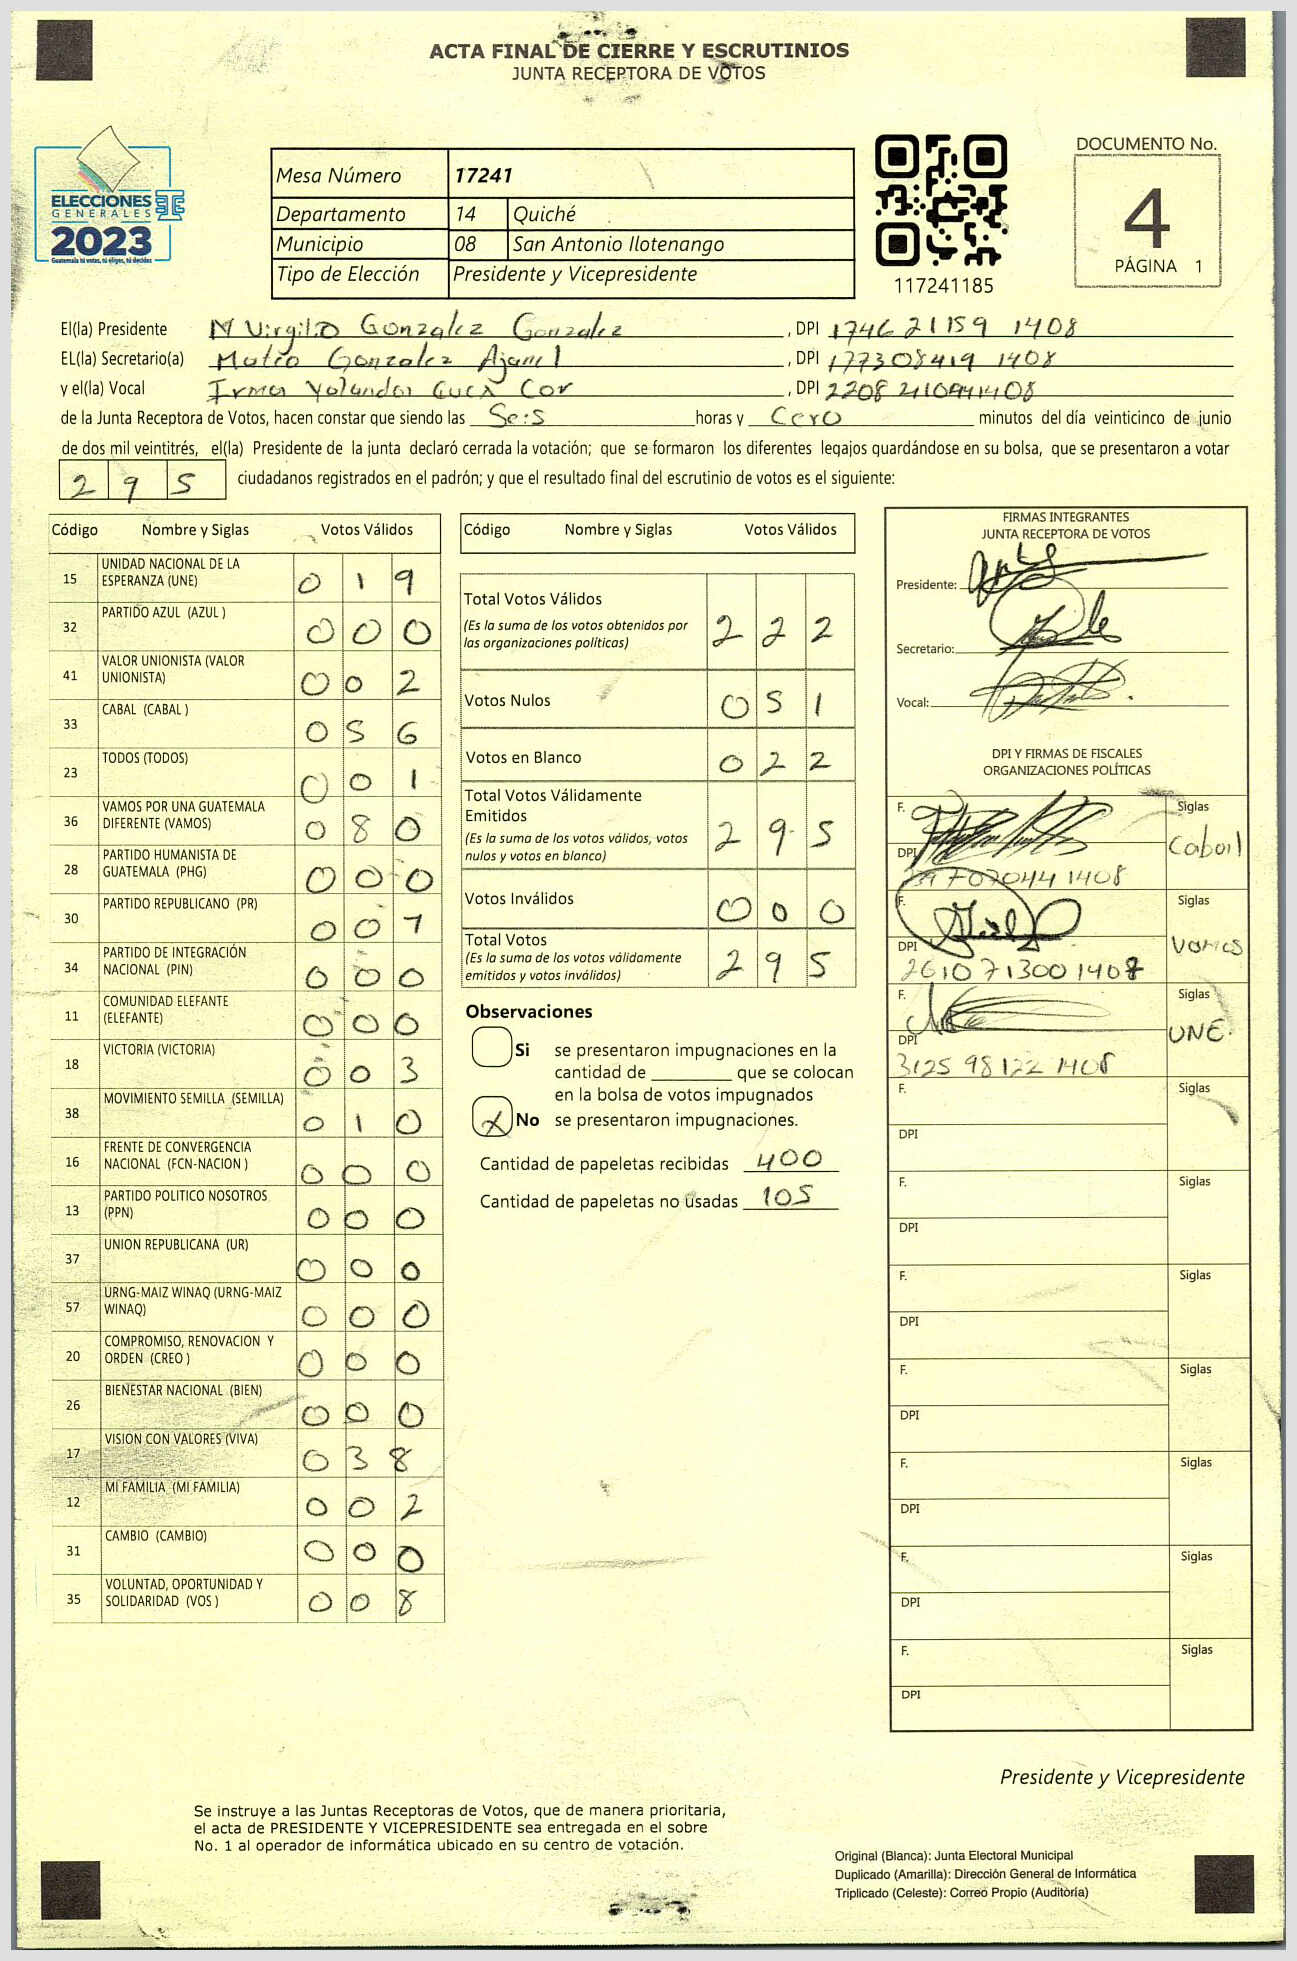 ACTA FINAL DE CIERRE Y ESCRUTINIOS
JUNTA RECEPTORA DE VOTOS
ELECCIONES
GENERALES
2023
Guatemala tú votas, tú eliges, tú decides
Mesa Número 17241
Departamento 14 Quiché
Municipio 08 San Antonio Ilotenango
Tipo de Elección Presidente y Vicepresidente
117241185
DOCUMENTO No.
4
PÁGINA 1
El(la) Presidente Virgilio Gonzalez Gonzalez , DPI 1746 21159 1408
EL(la) Secretario(a) Mateo Gonzalez , DPI 177308419 1408
y el(la) Vocal Irma Yolanda Cor , DPI
de la Junta Receptora de Votos, hacen constar que siendo las Seis horas y Cero minutos del día veinticinco de junio
de dos mil veintitrés, el(la) Presidente de la junta declaró cerrada la votación; que se formaron los diferentes legajos guardándose en su bolsa, que se presentaron a votar
2 9 5 ciudadanos registrados en el padrón; y que el resultado final del escrutinio de votos es el siguiente:
Código Nombre y Siglas Votos Válidos
15 UNIDAD NACIONAL DE LA ESPERANZA (UNE) 0 1 9
32 PARTIDO AZUL (AZUL ) 0 0 0
41 VALOR UNIONISTA (VALOR UNIONISTA) 0 0 2
33 CABAL (CABAL ) 0 5 6
23 TODOS (TODOS) 0 0 1
36 VAMOS POR UNA GUATEMALA DIFERENTE (VAMOS) 0 8 0
28 PARTIDO HUMANISTA DE GUATEMALA (PHG) 0 0 0
30 PARTIDO REPUBLICANO (PR) 0 0 7
34 PARTIDO DE INTEGRACIÓN NACIONAL (PIN) 0 0 0
11 COMUNIDAD ELEFANTE (ELEFANTE) 0 0 0
18 VICTORIA (VICTORIA) 0 0 3
38 MOVIMIENTO SEMILLA (SEMILLA) 0 1 0
16 FRENTE DE CONVERGENCIA NACIONAL (FCN-NACION ) 0 0 0
13 PARTIDO POLITICO NOSOTROS (PPN) 0 0 0
37 UNION REPUBLICANA (UR) 0 0 0
57 URNG-MAIZ WINAQ (URNG-MAIZ WINAQ) 0 0 0
20 COMPROMISO, RENOVACION Y ORDEN (CREO ) 0 0 0
26 BIENESTAR NACIONAL (BIEN) 0 0 0
17 VISION CON VALORES (VIVA) 0 3 8
12 MI FAMILIA (MI FAMILIA) 0 0 2
31 CAMBIO (CAMBIO) 0 0 0
35 VOLUNTAD, OPORTUNIDAD Y SOLIDARIDAD (VOS ) 0 0 8
Código Nombre y Siglas Votos Válidos
Total Votos Válidos 2 2 2
(Es la suma de los votos obtenidos por
las organizaciones políticas)
Votos Nulos 0 5 1
Votos en Blanco 0 2 2
Total Votos Válidamente
Emitidos 2 9 5
(Es la suma de los votos válidos, votos
nulos y votos en blanco)
Votos Inválidos 0 0 0
Total Votos 2 9 5
(Es la suma de los votos válidamente
emitidos y votos inválidos)
Observaciones
Si se presentaron impugnaciones en la
cantidad de ________ que se colocan
en la bolsa de votos impugnados
X No se presentaron impugnaciones.
Cantidad de papeletas recibidas 400
Cantidad de papeletas no usadas 105
FIRMAS INTEGRANTES
JUNTA RECEPTORA DE VOTOS
Presidente:
Secretario:
Vocal:
DPI Y FIRMAS DE FISCALES
ORGANIZACIONES POLÍTICAS
F. Siglas
DPI
F. Siglas
Vamos
DPI
2610713001408
F. Siglas
UNE.
DPI
3125 98122 1408
F. Siglas
DPI
F. Siglas
DPI
F. Siglas
DPI
F. Siglas
DPI
F. Siglas
DPI
F. Siglas
DPI
F. Siglas
DPI
Presidente y Vicepresidente
Se instruye a las Juntas Receptoras de Votos, que de manera prioritaria,
el acta de PRESIDENTE Y VICEPRESIDENTE sea entregada en el sobre
No. 1 al operador de informática ubicado en su centro de votación.
Original (Blanca): Junta Electoral Municipal
Duplicado (Amarilla): Dirección General de Informática
Triplicado (Celeste): Correo Propio (Auditoría)